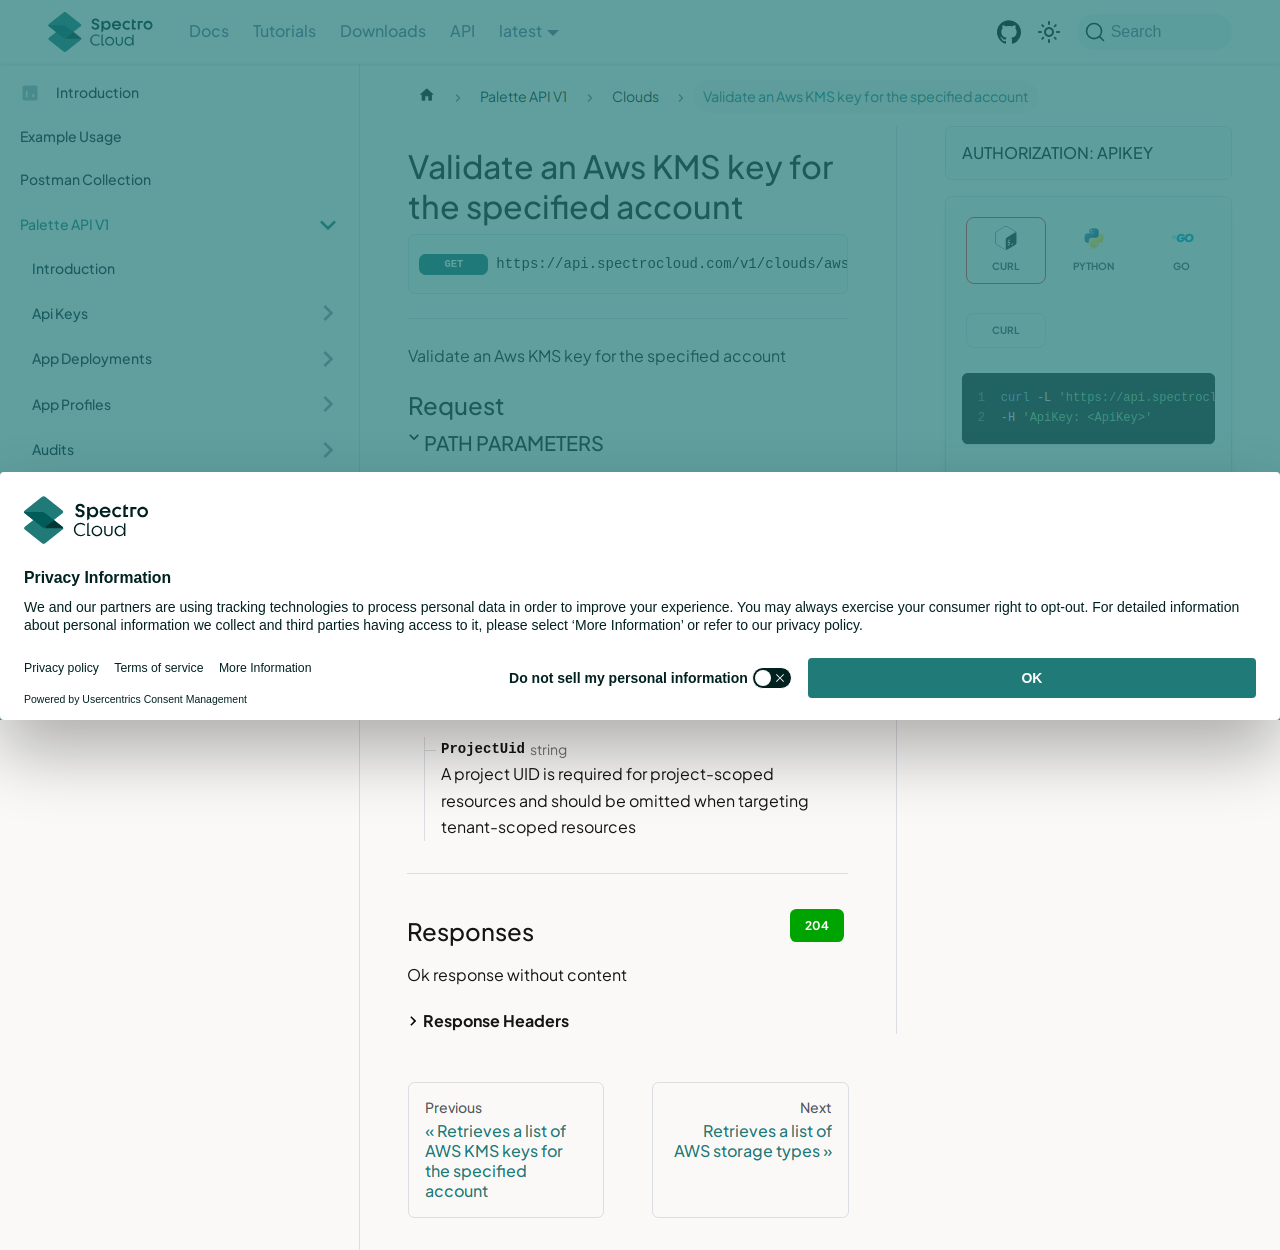 Spectro Cloud
Docs
Tutorials
Downloads
API
latest
Search
Introduction
Example Usage
Postman Collection
Palette API V1
Introduction
Api Keys
App Deployments
App Profiles
Audits
Palette API V1
Clouds
Validate an Aws KMS key for the specified account
Validate an Aws KMS key for
the specified account
GET https://api.spectrocloud.com/v1/clouds/aws
Validate an Aws KMS key for the specified account
Request
PATH PARAMETERS
AUTHORIZATION: APIKEY
CURL
PYTHON
GO
CURL
1 curl -L 'https://api.spectrocl
2 -H 'ApiKey: <ApiKey>'
Spectro
Cloud
Privacy Information
We and our partners are using tracking technologies to process personal data in order to improve your experience. You may always exercise your consumer right to opt-out. For detailed information
about personal information we collect and third parties having access to it, please select ‘More Information’ or refer to our privacy policy.
Privacy policy
Terms of service
More Information
Powered by Usercentrics Consent Management
Do not sell my personal information
OK
ProjectUid string
A project UID is required for project-scoped
resources and should be omitted when targeting
tenant-scoped resources
Responses
204
Ok response without content
Response Headers
Previous
« Retrieves a list of
AWS KMS keys for
the specified
account
Next
Retrieves a list of
AWS storage types »